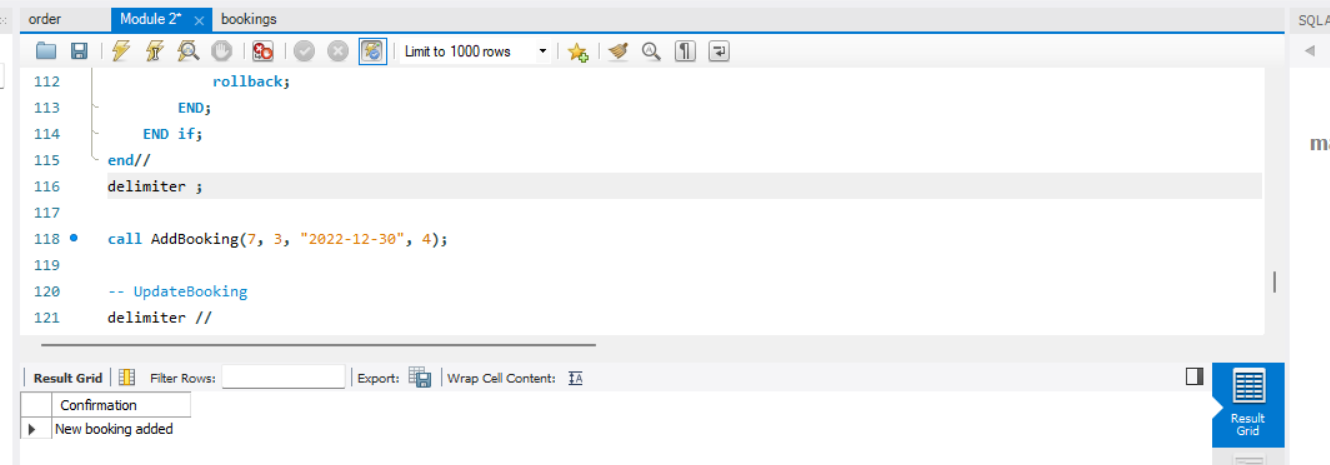 order Module 2* bookings
SQLA
Limit to 1000 rows
112 rollback;
113 END;
114 END if;
115 end//
116 delimiter ;
117
118 call AddBooking(7, 3, "2022-12-30", 4);
119
120 -- UpdateBooking
121 delimiter //
ma
Result Grid Filter Rows: Export: Wrap Cell Content: IA
Confirmation
New booking added
Result
Grid